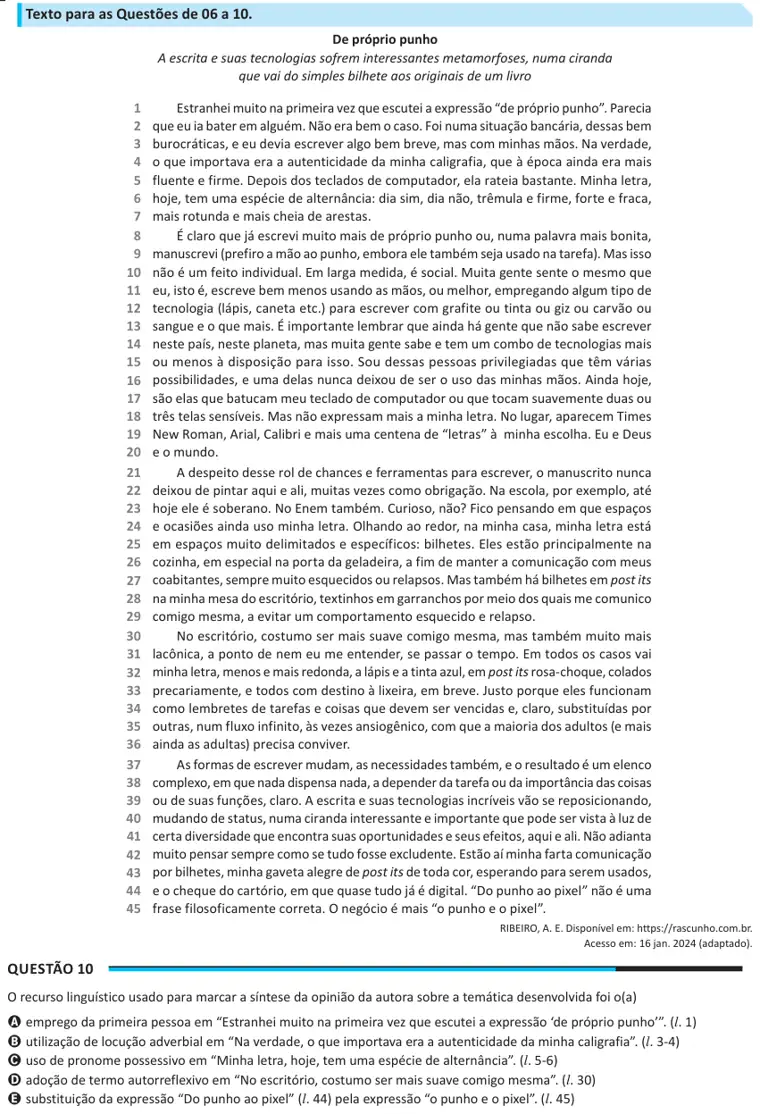 Texto para as Questões de 06 a 10.
De próprio punho
A escrita e suas tecnologias sofrem interessantes metamorfoses, numa ciranda
que vai do simples bilhete aos originais de um livro
1 Estranhei muito na primeira vez que escutei a expressão “de próprio punho”. Parecia
2 que eu ia bater em alguém. Não era bem o caso. Foi numa situação bancária, dessas bem
3 burocráticas, e eu devia escrever algo bem breve, mas com minhas mãos. Na verdade,
4 o que importava era a autenticidade da minha caligrafia, que à época ainda era mais
5 fluente e firme. Depois dos teclados de computador, ela rateia bastante. Minha letra,
6 hoje, tem uma espécie de alternância: dia sim, dia não, trêmula e firme, forte e fraca,
7 mais rotunda e mais cheia de arestas.
8 É claro que já escrevi muito mais de próprio punho ou, numa palavra mais bonita,
9 manuscrevi (prefiro a mão ao punho, embora ele também seja usado na tarefa). Mas isso
10 não é um feito individual. Em larga medida, é social. Muita gente sente o mesmo que
11 eu, isto é, escreve bem menos usando as mãos, ou melhor, empregando algum tipo de
12 tecnologia (lápis, caneta etc.) para escrever com grafite ou tinta ou giz ou carvão ou
13 sangue e o que mais. É importante lembrar que ainda há gente que não sabe escrever
14 neste país, neste planeta, mas muita gente sabe e tem um combo de tecnologias mais
15 ou menos à disposição para isso. Sou dessas pessoas privilegiadas que têm várias
16 possibilidades, e uma delas nunca deixou de ser o uso das minhas mãos. Ainda hoje,
17 são elas que batucam meu teclado de computador ou que tocam suavemente duas ou
18 três telas sensíveis. Mas não expressam mais a minha letra. No lugar, aparecem Times
19 New Roman, Arial, Calibri e mais uma centena de “letras” à minha escolha. Eu e Deus
20 e o mundo.
21 A despeito desse rol de chances e ferramentas para escrever, o manuscrito nunca
22 deixou de pintar aqui e ali, muitas vezes como obrigação. Na escola, por exemplo, até
23 hoje ele é soberano. No Enem também. Curioso, não? Fico pensando em que espaços
24 e ocasiões ainda uso minha letra. Olhando ao redor, na minha casa, minha letra está
25 em espaços muito delimitados e específicos: bilhetes. Eles estão principalmente na
26 cozinha, em especial na porta da geladeira, a fim de manter a comunicação com meus
27 coabitantes, sempre muito esquecidos ou relapsos. Mas também há bilhetes em post its
28 na minha mesa do escritório, textinhos em garranchos por meio dos quais me comunico
29 comigo mesma, a evitar um comportamento esquecido e relapso.
30 No escritório, costumo ser mais suave comigo mesma, mas também muito mais
31 lacônica, a ponto de nem eu me entender, se passar o tempo. Em todos os casos vai
32 minha letra, menos e mais redonda, a lápis e a tinta azul, em post its rosa-choque, colados
33 precariamente, e todos com destino à lixeira, em breve. Justo porque eles funcionam
34 como lembretes de tarefas e coisas que devem ser vencidas e, claro, substituídas por
35 outras, num fluxo infinito, às vezes ansiogênico, com que a maioria dos adultos (e mais
36 ainda as adultas) precisa conviver.
37 As formas de escrever mudam, as necessidades também, e o resultado é um elenco
38 complexo, em que nada dispensa nada, a depender da tarefa ou da importância das coisas
39 ou de suas funções, claro. A escrita e suas tecnologias incríveis vão se reposicionando,
40 mudando de status, numa ciranda interessante e importante que pode ser vista à luz de
41 certa diversidade que encontra suas oportunidades e seus efeitos, aqui e ali. Não adianta
42 muito pensar sempre como se tudo fosse excludente. Estão aí minha farta comunicação
43 por bilhetes, minha gaveta alegre de post its de toda cor, esperando para serem usados,
44 e o cheque do cartório, em que quase tudo já é digital. “Do punho ao pixel” não é uma
45 frase filosoficamente correta. O negócio é mais “o punho e o pixel”.
RIBEIRO, A. E. Disponível em: https://rascunho.com.br.
Acesso em: 16 jan. 2024 (adaptado).
QUESTÃO 10
O recurso linguístico usado para marcar a síntese da opinião da autora sobre a temática desenvolvida foi o(a)
A emprego da primeira pessoa em “Estranhei muito na primeira vez que escutei a expressão ‘de próprio punho’”. (l. 1)
B utilização de locução adverbial em “Na verdade, o que importava era a autenticidade da minha caligrafia”. (l. 3-4)
C uso de pronome possessivo em “Minha letra, hoje, tem uma espécie de alternância”. (l. 5-6)
D adoção de termo autorreflexivo em “No escritório, costumo ser mais suave comigo mesma”. (l. 30)
E substituição da expressão “Do punho ao pixel” (l. 44) pela expressão “o punho e o pixel”. (l. 45)